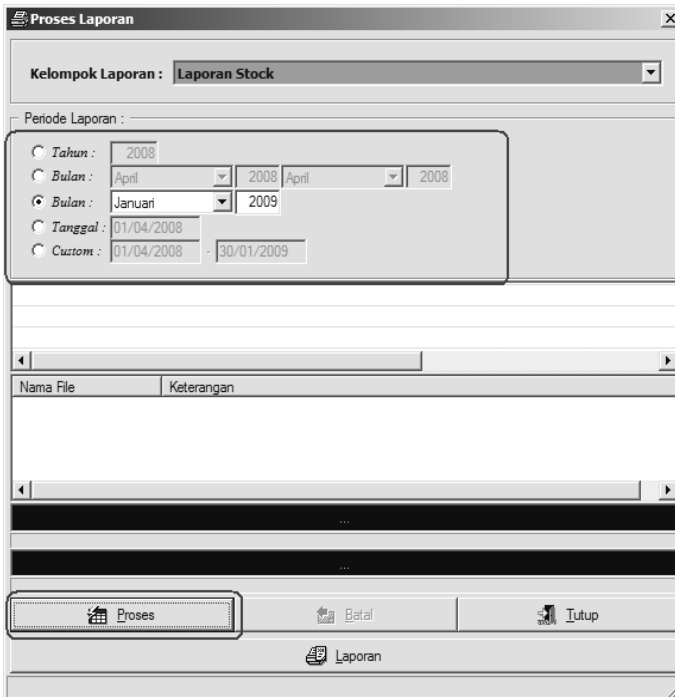 Proses Laporan
Kelompok Laporan : Laporan Stock
Periode Laporan :
Tahun : 2008
Bulan : April 2008 April 2008
Bulan : Januari 2009
Tanggal : 01/04/2008
Custom : 01/04/2008 - 30/01/2009
Nama File Keterangan
...
...
Proses Batal Tutup
Laporan